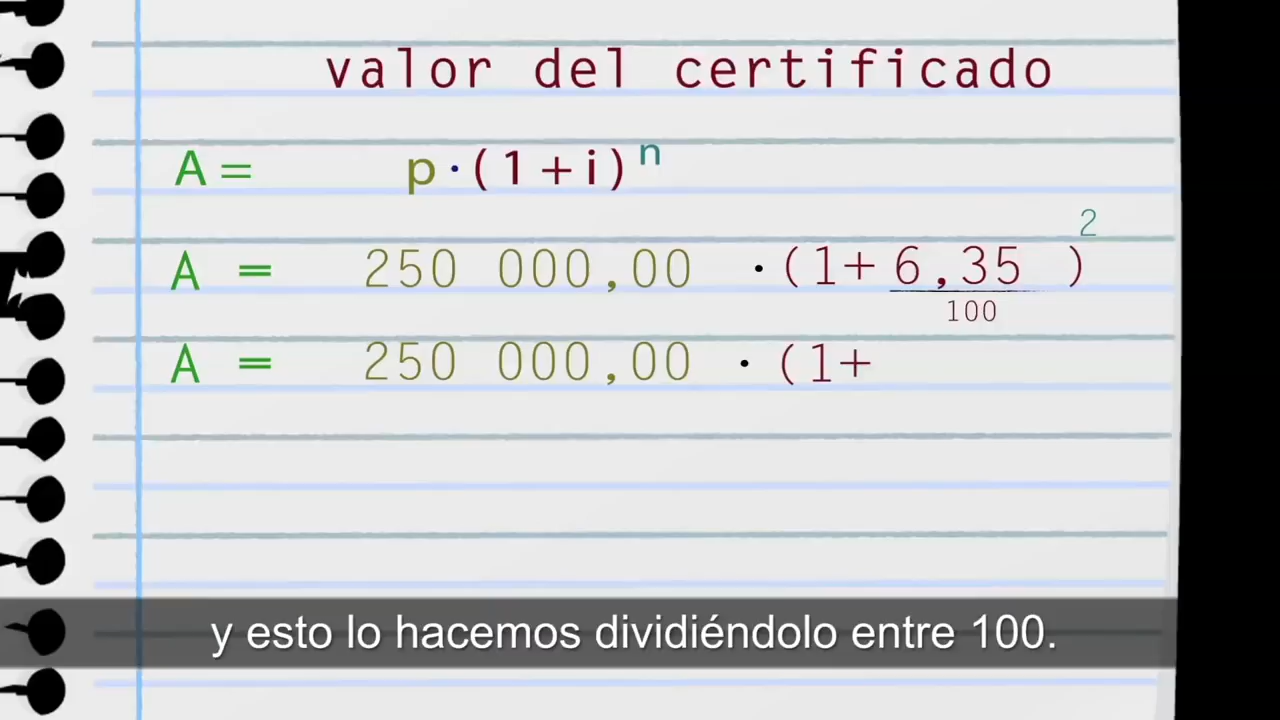 valor del certificado
A = p·(1+i)ⁿ
A = 250 000,00 ·(1+ 6,35 )²
100
A = 250 000,00 ·(1+
y esto lo hacemos dividiéndolo entre 100.